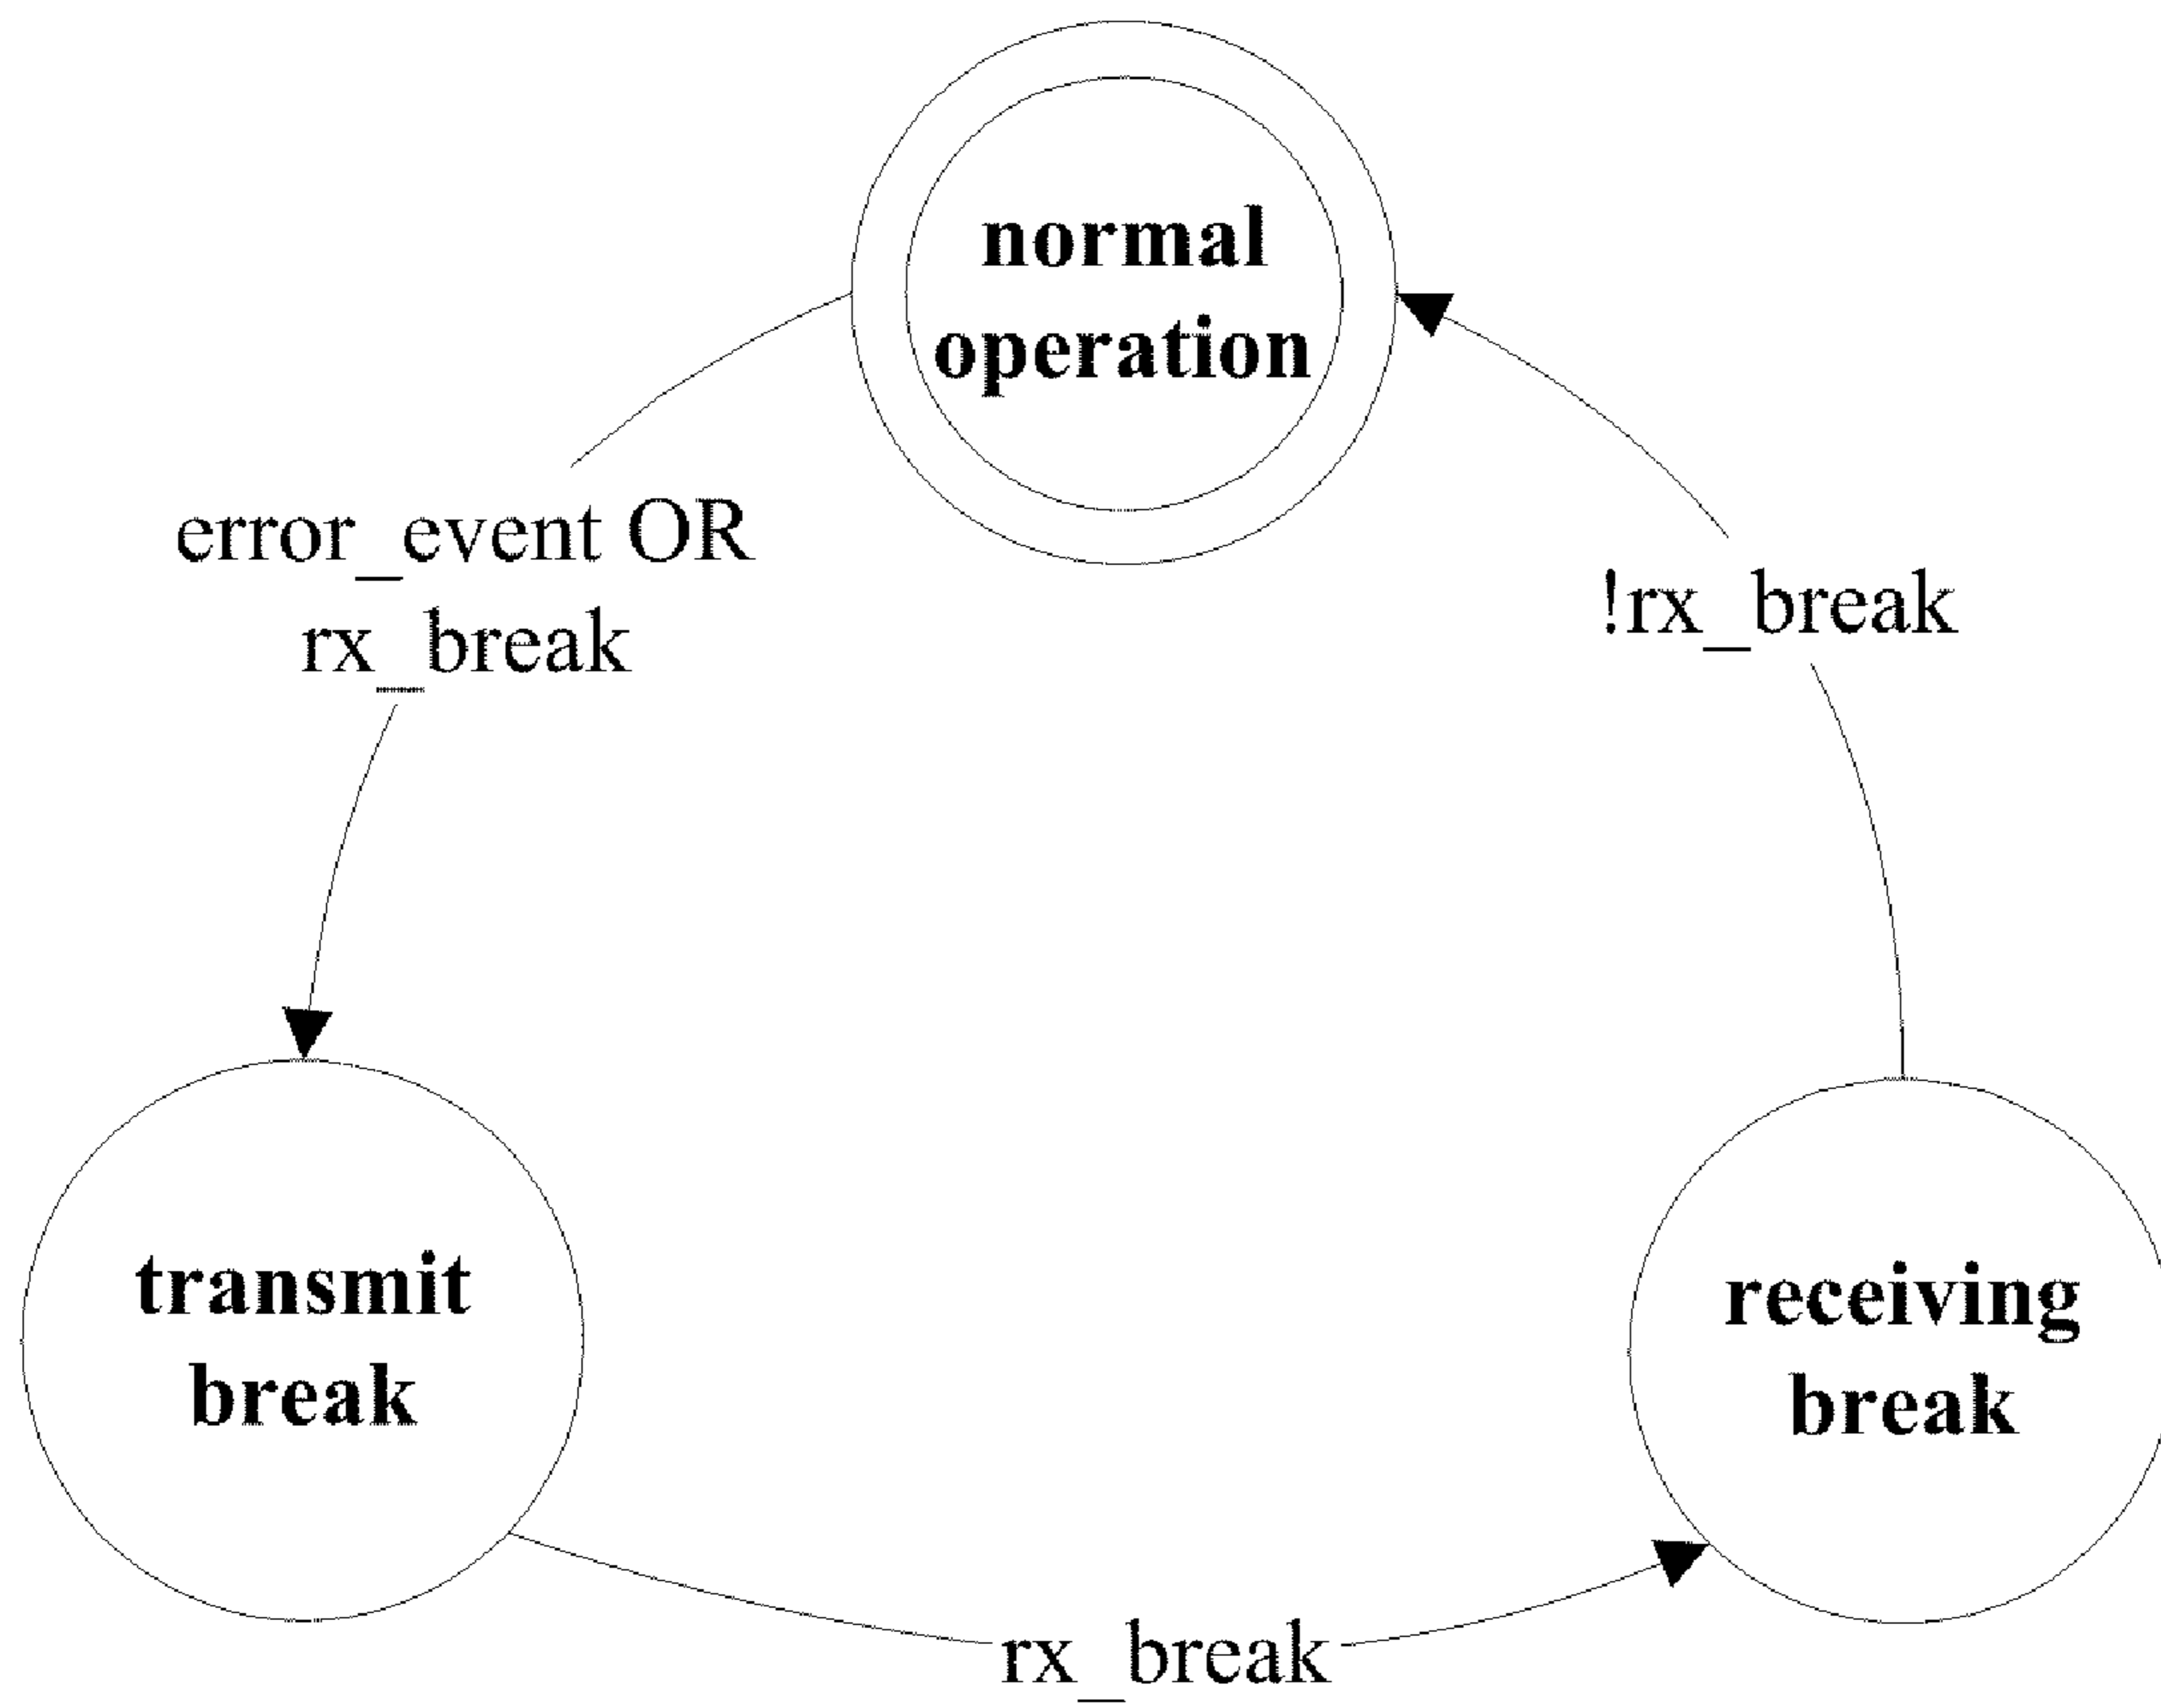 normal
operation
error_event OR
rx_break
!rx_break
transmit
break
receiving
break
rx_break